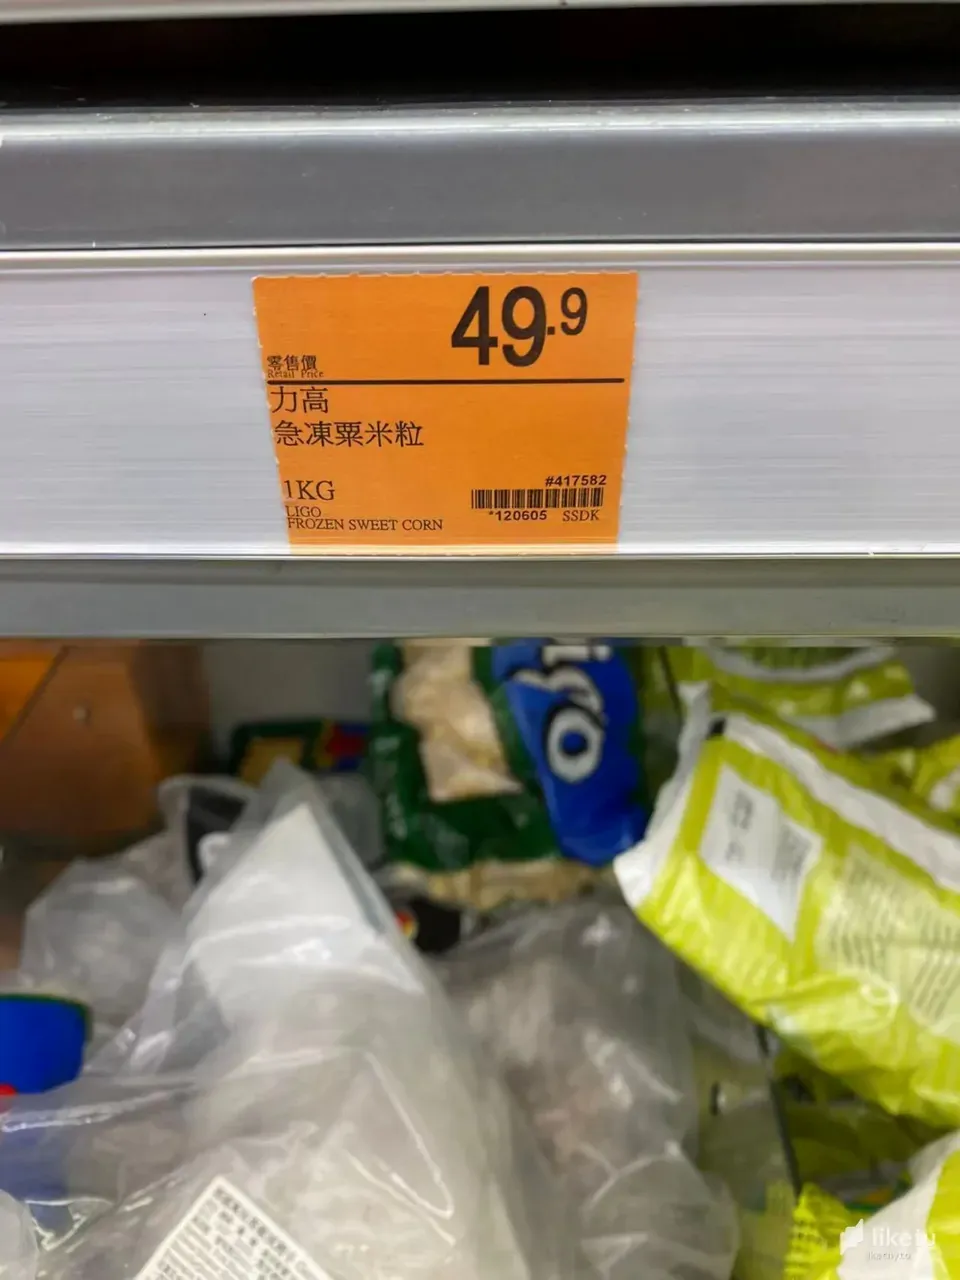 49.9
零售價
Retail Price
力高
急凍粟米粒
1KG
#417582
LIGO
*120605 SSDK
FROZEN SWEET CORN
likety